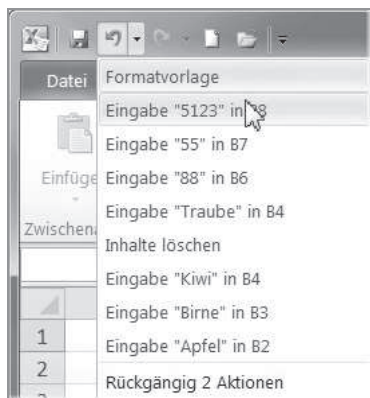 Datei
Formatvorlage
Eingabe "5123" in
Eingabe "55" in B7
Einfüge
Eingabe "88" in B6
Eingabe "Traube" in B4
Zwischena
Inhalte löschen
Eingabe "Kiwi" in B4
Eingabe "Birne" in B3
1
Eingabe "Apfel" in B2
2
Rückgängig 2 Aktionen